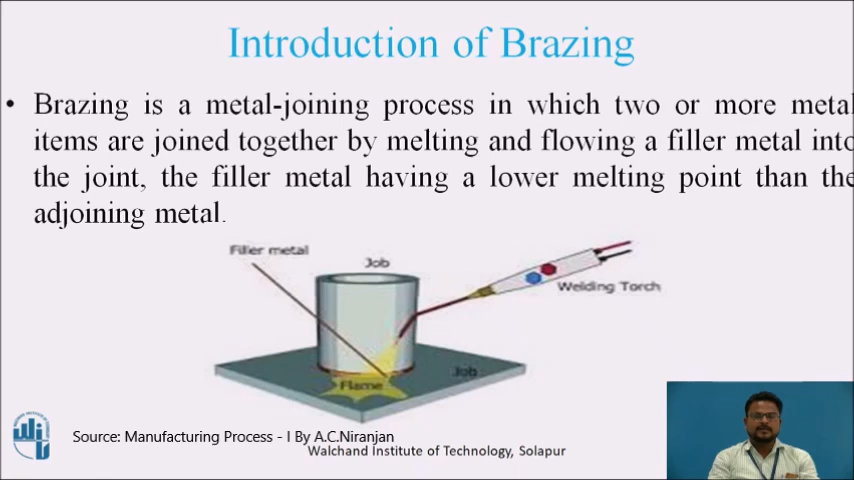 Introduction of Brazing
• Brazing is a metal-joining process in which two or more metal
items are joined together by melting and flowing a filler metal into
the joint, the filler metal having a lower melting point than the
adjoining metal.
Filler metal
Job
Welding Torch
Job
Flame
Source: Manufacturing Process - I By A.C.Niranjan
Walchand Institute of Technology, Solapur